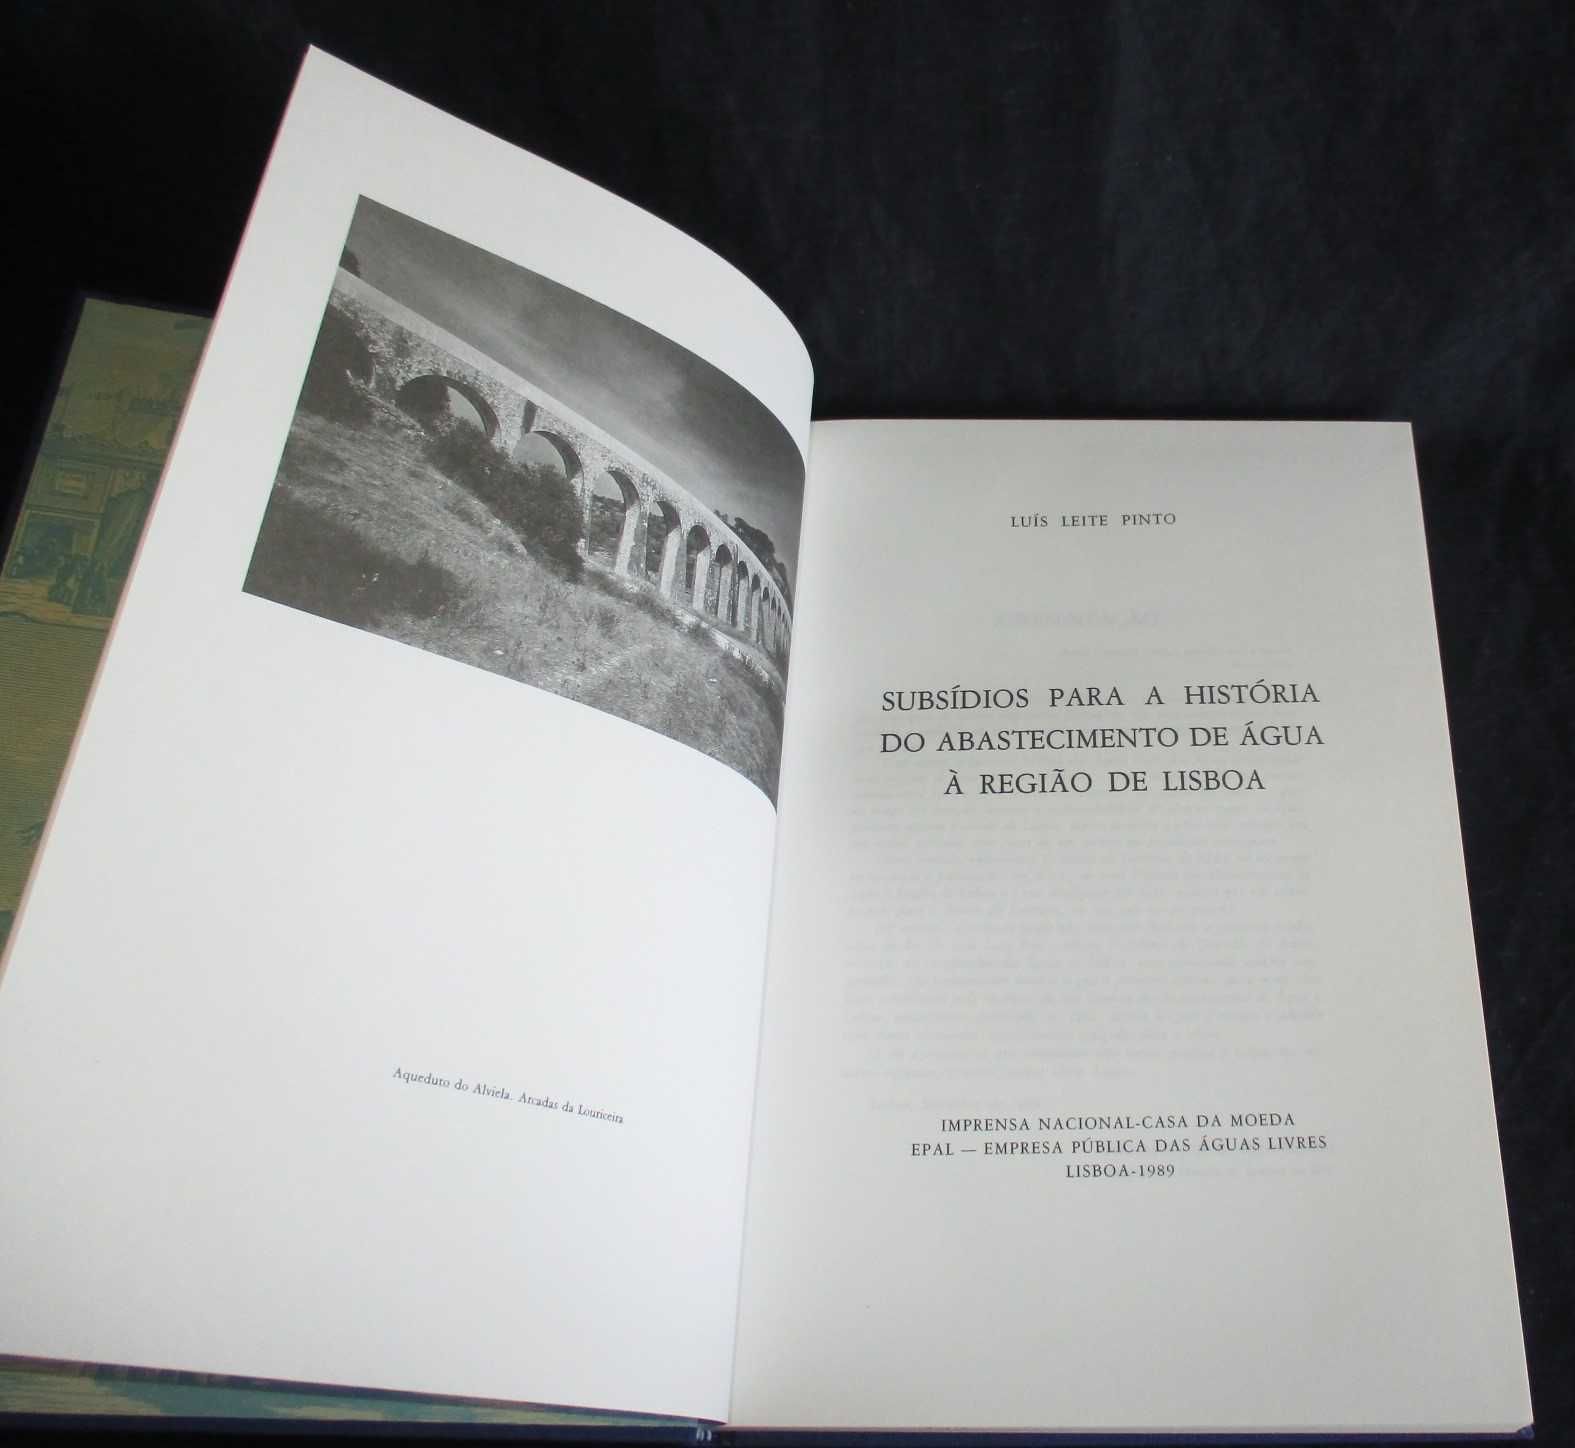 Aqueduto do Alviela. Arcadas da Louriceira
LUÍS LEITE PINTO
SUBSÍDIOS PARA A HISTÓRIA
DO ABASTECIMENTO DE ÁGUA
À REGIÃO DE LISBOA
IMPRENSA NACIONAL-CASA DA MOEDA
EPAL — EMPRESA PÚBLICA DAS ÁGUAS LIVRES
LISBOA-1989